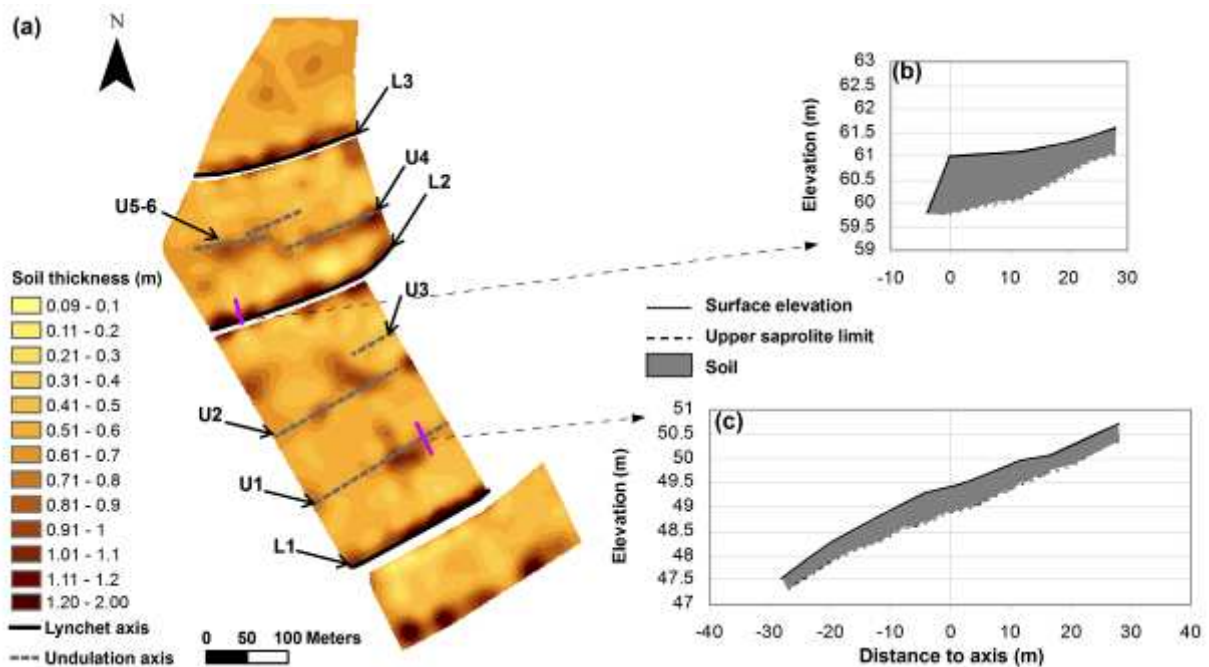 (a)
N
L3
U4
L2
U5-6
U3
U2
U1
L1
Soil thickness (m)
0.09 - 0.1
0.11 - 0.2
0.21 - 0.3
0.31 - 0.4
0.41 - 0.5
0.51 - 0.6
0.61 - 0.7
0.71 - 0.8
0.81 - 0.9
0.91 - 1
1.01 - 1.1
1.11 - 1.2
1.20 - 2.00
Lynchet axis
Undulation axis
0 50 100 Meters
(b)
Elevation (m)
63
62.5
62
61.5
61
60.5
60
59.5
59
-10 0 10 20 30
Surface elevation
Upper saprolite limit
Soil
(c)
Elevation (m)
51
50.5
50
49.5
49
48.5
48
47.5
47
-40 -30 -20 -10 0 10 20 30 40
Distance to axis (m)